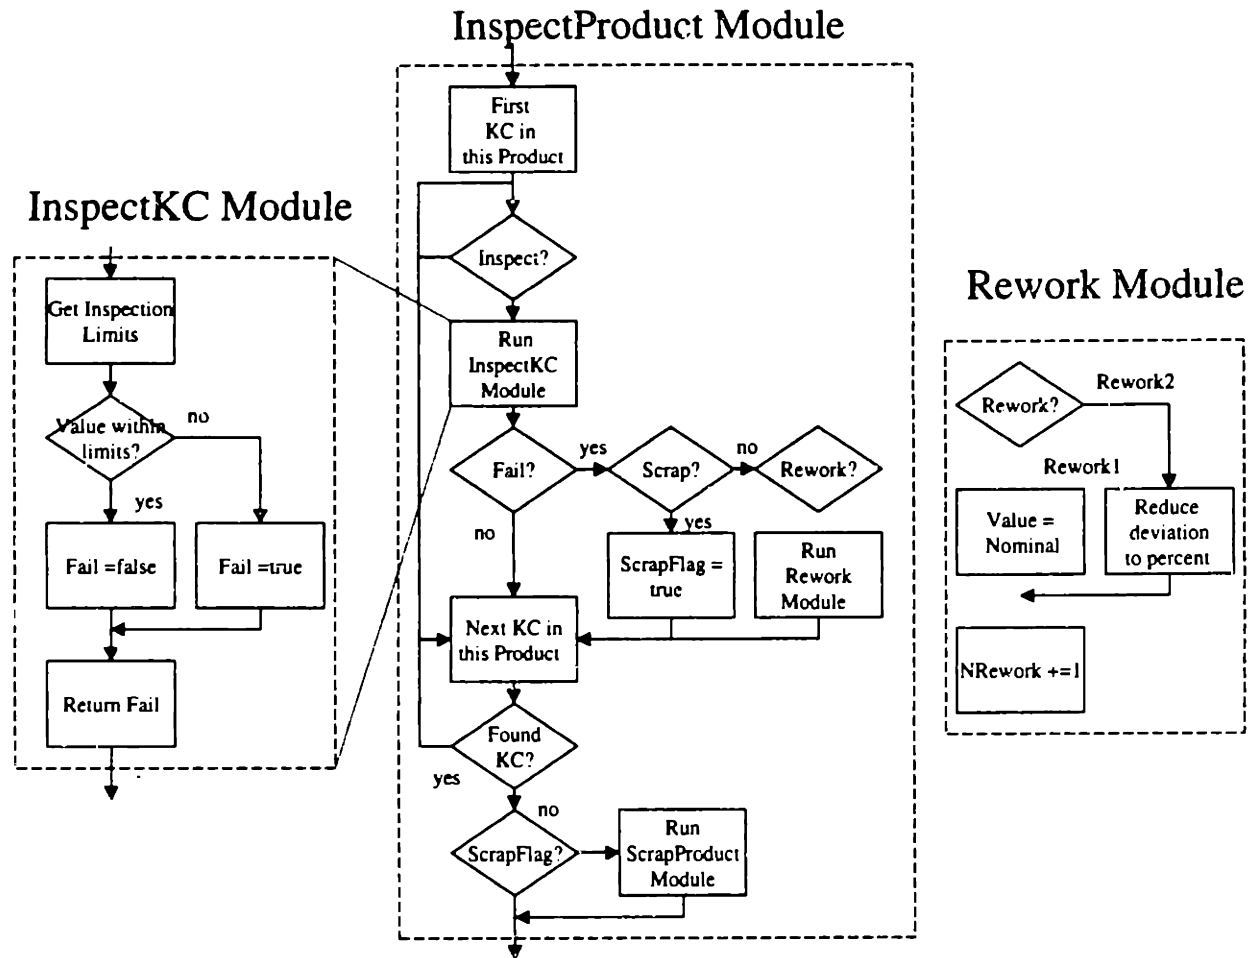 InspectProduct Module
First
KC in
this Product
InspectKC Module
Inspect?
Get Inspection
Limits
Run
InspectKC
Module
Rework Module
Value within
limits?
no
yes
Fail =false
Fail =true
Return Fail
Fail?
yes
Scrap?
no
Rework?
no
yes
ScrapFlag =
true
Run
Rework
Module
Next KC in
this Product
Found
KC?
yes
no
ScrapFlag?
Run
ScrapProduct
Module
Rework?
Rework2
Rework1
Value =
Nominal
Reduce
deviation
to percent
NRework +=1